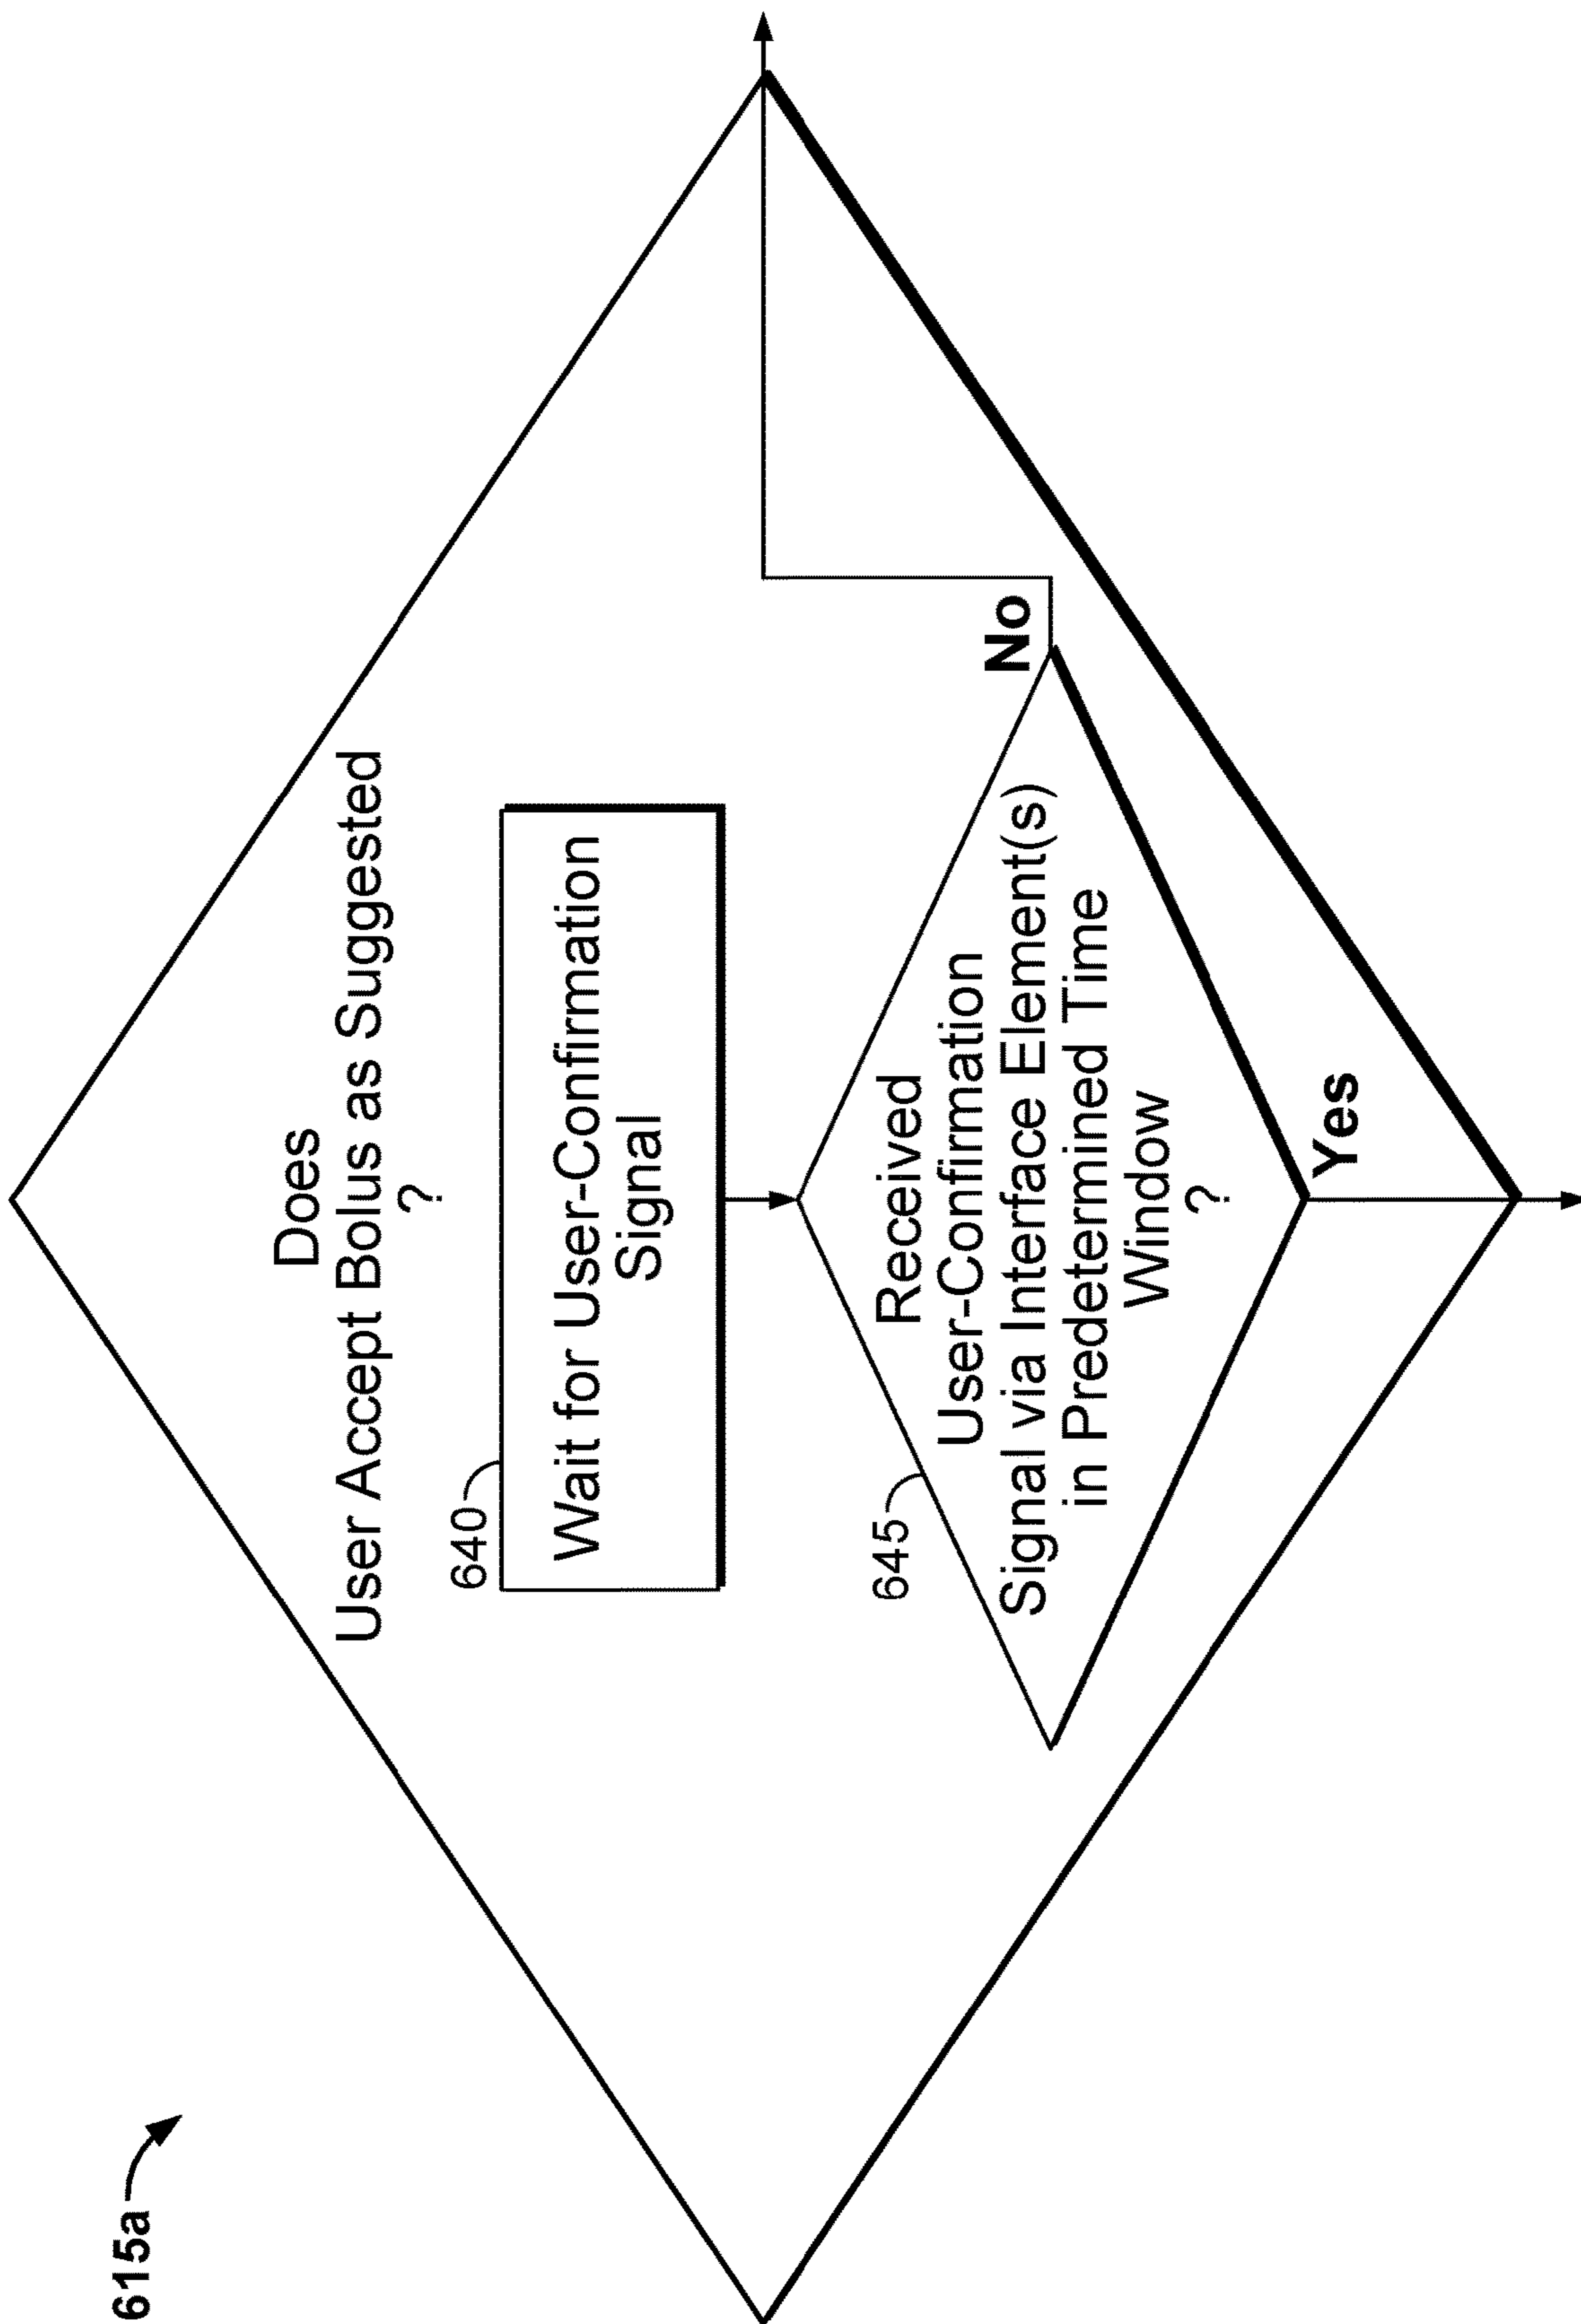 615a
Does
User Accept Bolus as Suggested
?
640
Wait for User-Confirmation
Signal
645
Received
User-Confirmation
Signal via Interface Element(s)
in Predetermined Time
Window
?
No
Yes